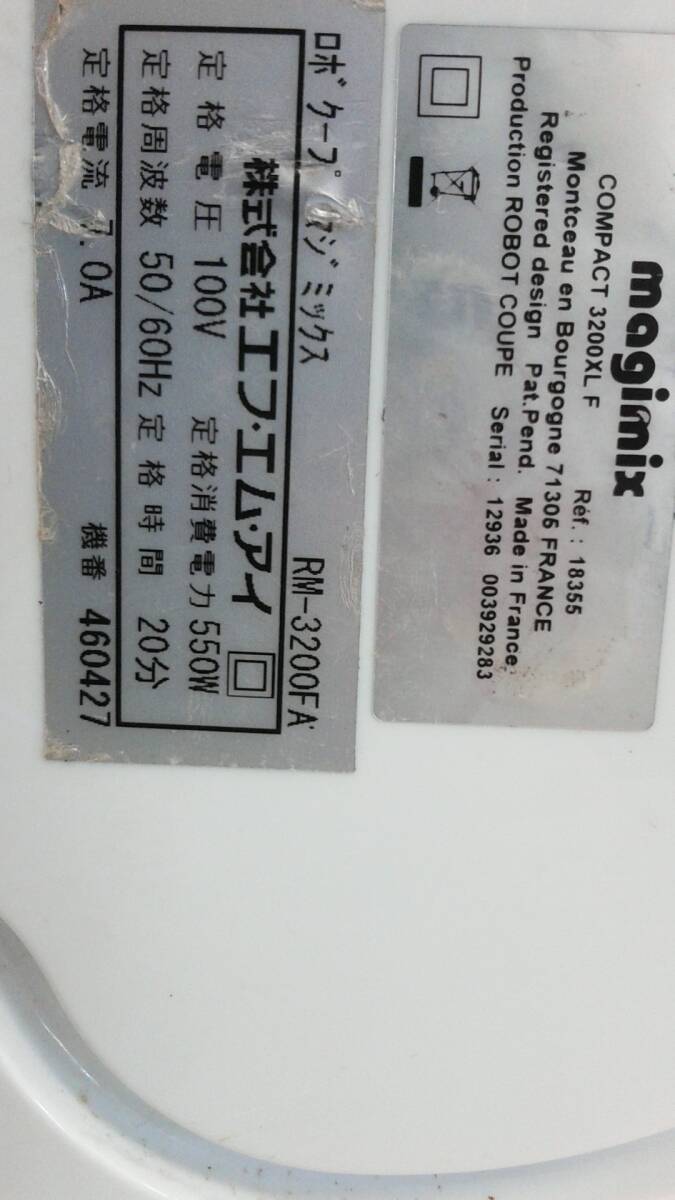 magimix
COMPACT 3200XL F Réf. : 18355
Montceau en Bourgogne 71305 FRANCE
Registered design Pat.Pend. Made in France
Production ROBOT COUPE Serial : 12936 003929283
ロボクープ マジミックス RM-3200FA
株式会社エフ・エム・アイ
定格電圧 100V 定格消費電力 550W
定格周波数 50/60Hz 定格時間 20分
定格電流 7.0A 機番 460427